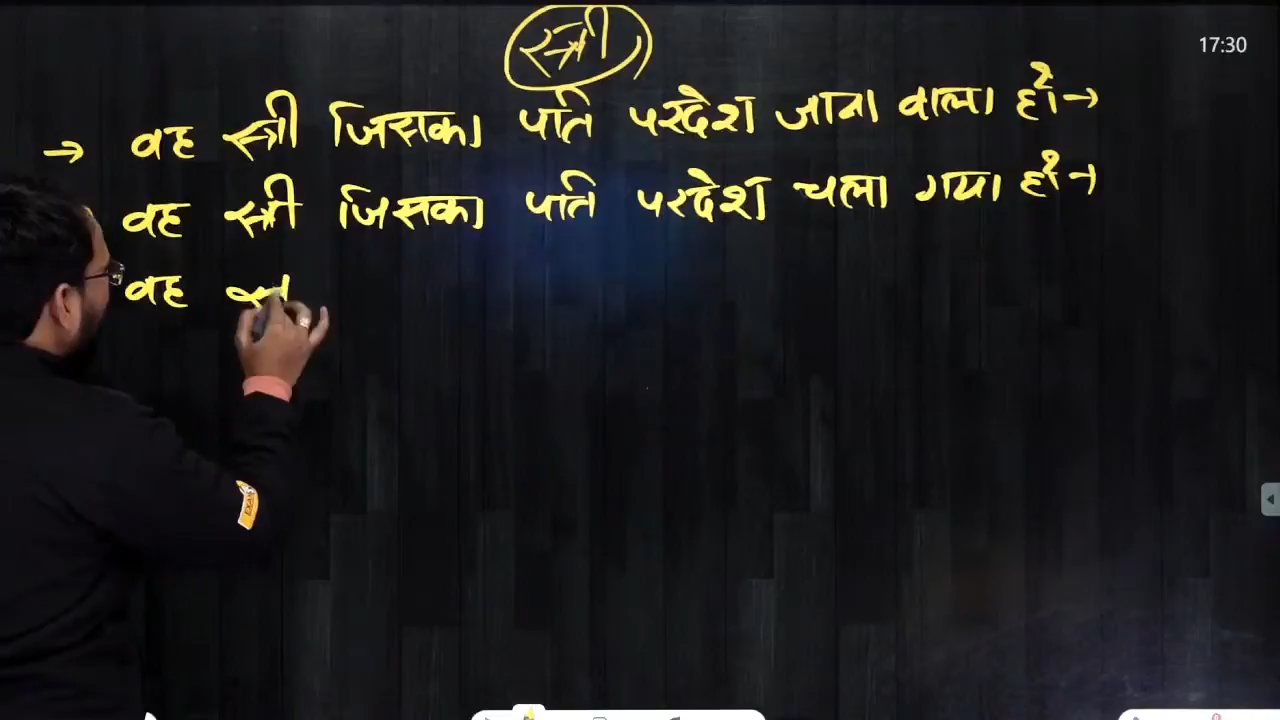 स्त्री
17:30
→ वह स्त्री जिसका पति परदेश जाना वाला हो →
वह स्त्री जिसका पति परदेश चला गया हो →
वह